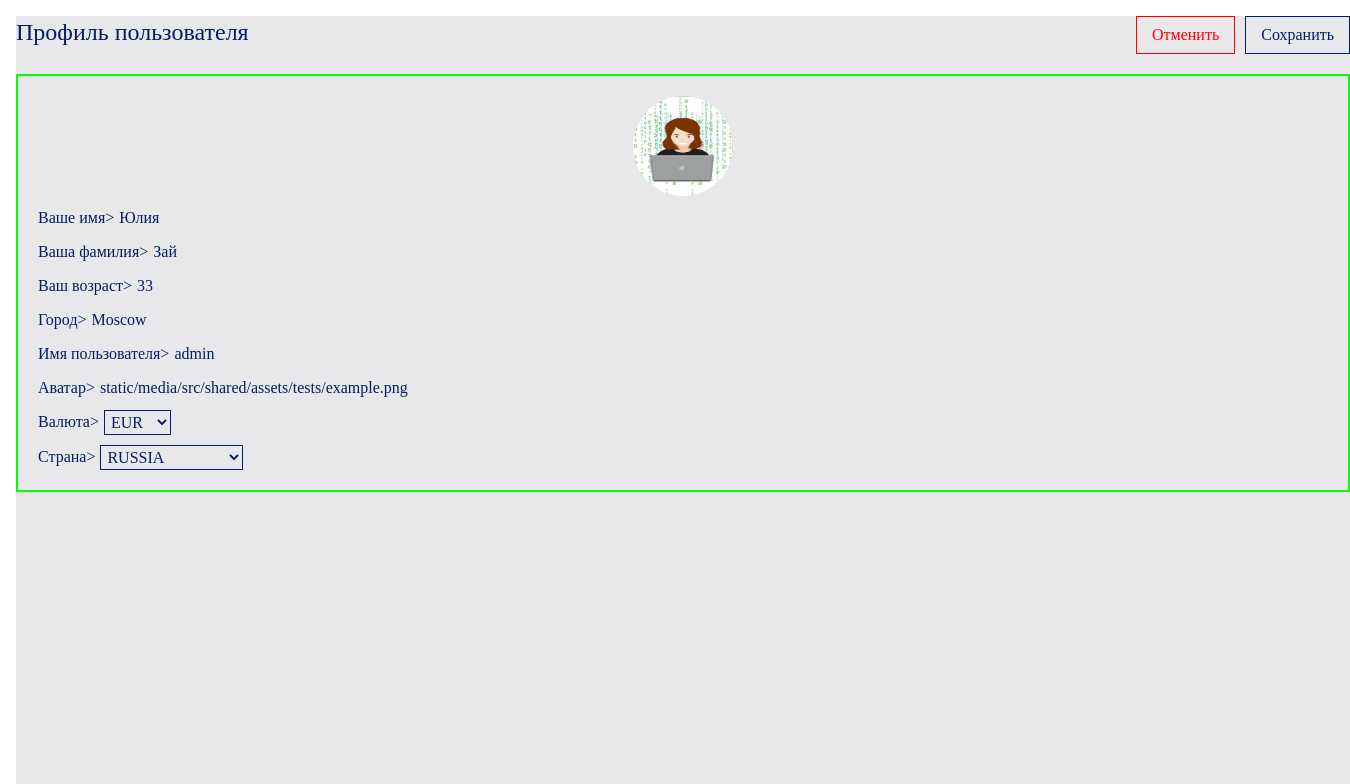 Профиль пользователя
Отменить
Сохранить
Ваше имя> Юлия
Ваша фамилия> Зай
Ваш возраст> 33
Город> Moscow
Имя пользователя> admin
Аватар> static/media/src/shared/assets/tests/example.png
Валюта> EUR
Страна> RUSSIA